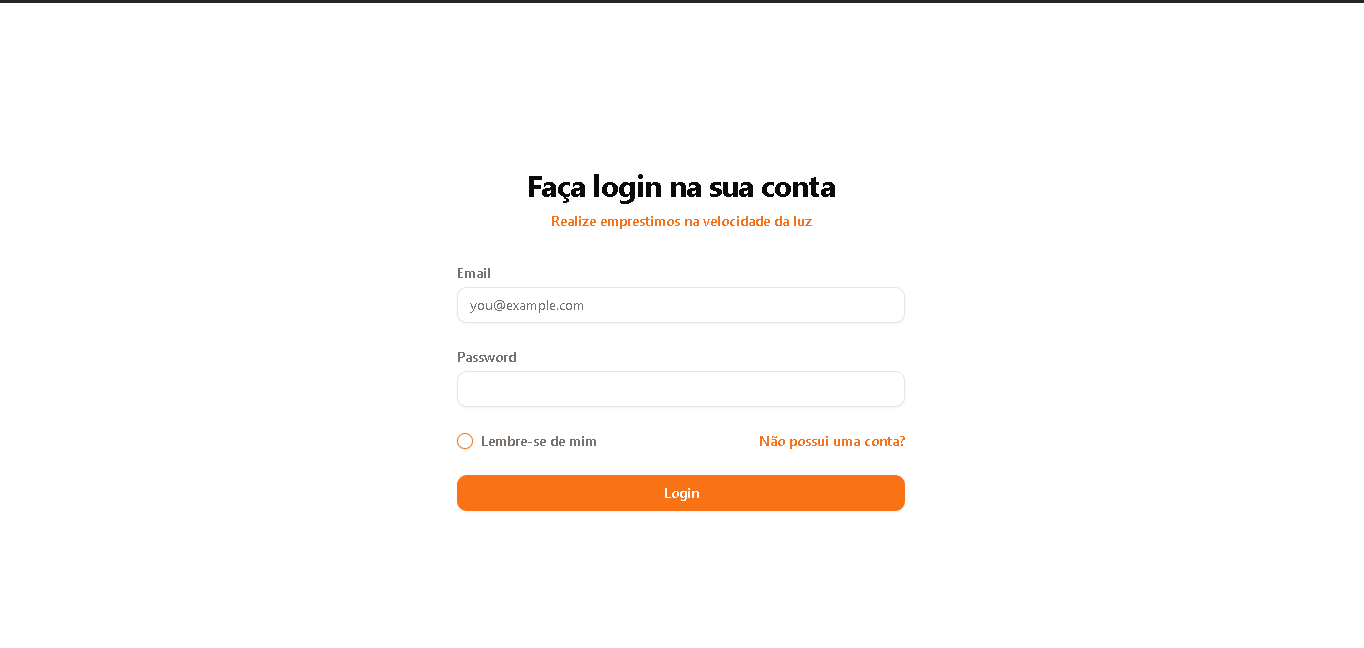 Faça login na sua conta
Realize emprestimos na velocidade da luz
Email
you@example.com
Password
Lembre-se de mim
Não possui uma conta?
Login